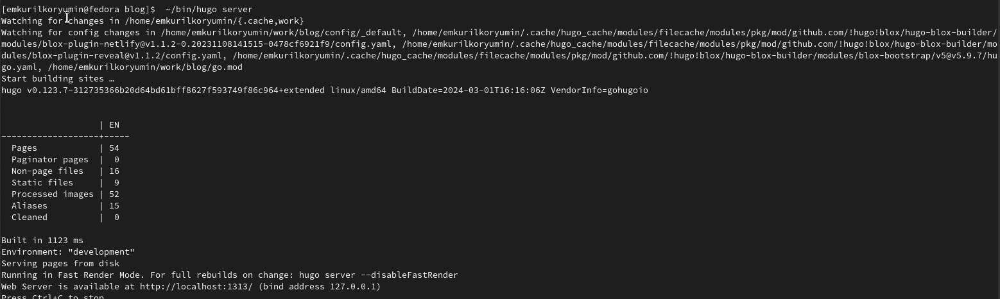 [emkurilkoryumin@fedora blog]$  ~/bin/hugo server
Watching for changes in /home/emkurilkoryumin/{.cache,work}
Watching for config changes in /home/emkurilkoryumin/work/blog/config/_default, /home/emkurilkoryumin/.cache/hugo_cache/modules/filecache/modules/pkg/mod/github.com/!hugo!blox/hugo-blox-builder/
modules/blox-plugin-netlify@v1.1.2-0.20231108141515-0478cf6921f9/config.yaml, /home/emkurilkoryumin/.cache/hugo_cache/modules/filecache/modules/pkg/mod/github.com/!hugo!blox/hugo-blox-builder/mo
dules/blox-plugin-reveal@v1.1.2/config.yaml, /home/emkurilkoryumin/.cache/hugo_cache/modules/filecache/modules/pkg/mod/github.com/!hugo!blox/hugo-blox-builder/modules/blox-bootstrap/v5@v5.9.7/hu
go.yaml, /home/emkurilkoryumin/work/blog/go.mod
Start building sites …
hugo v0.123.7-312735366b20d64bd61bff8627f593749f86c964+extended linux/amd64 BuildDate=2024-03-01T16:16:06Z VendorInfo=gohugoio
                   | EN
-------------------+-----
  Pages            | 54
  Paginator pages  |  0
  Non-page files   | 16
  Static files     |  9
  Processed images | 52
  Aliases          | 15
  Cleaned          |  0
Built in 1123 ms
Environment: "development"
Serving pages from disk
Running in Fast Render Mode. For full rebuilds on change: hugo server --disableFastRender
Web Server is available at http://localhost:1313/ (bind address 127.0.0.1)
Press Ctrl+C to stop